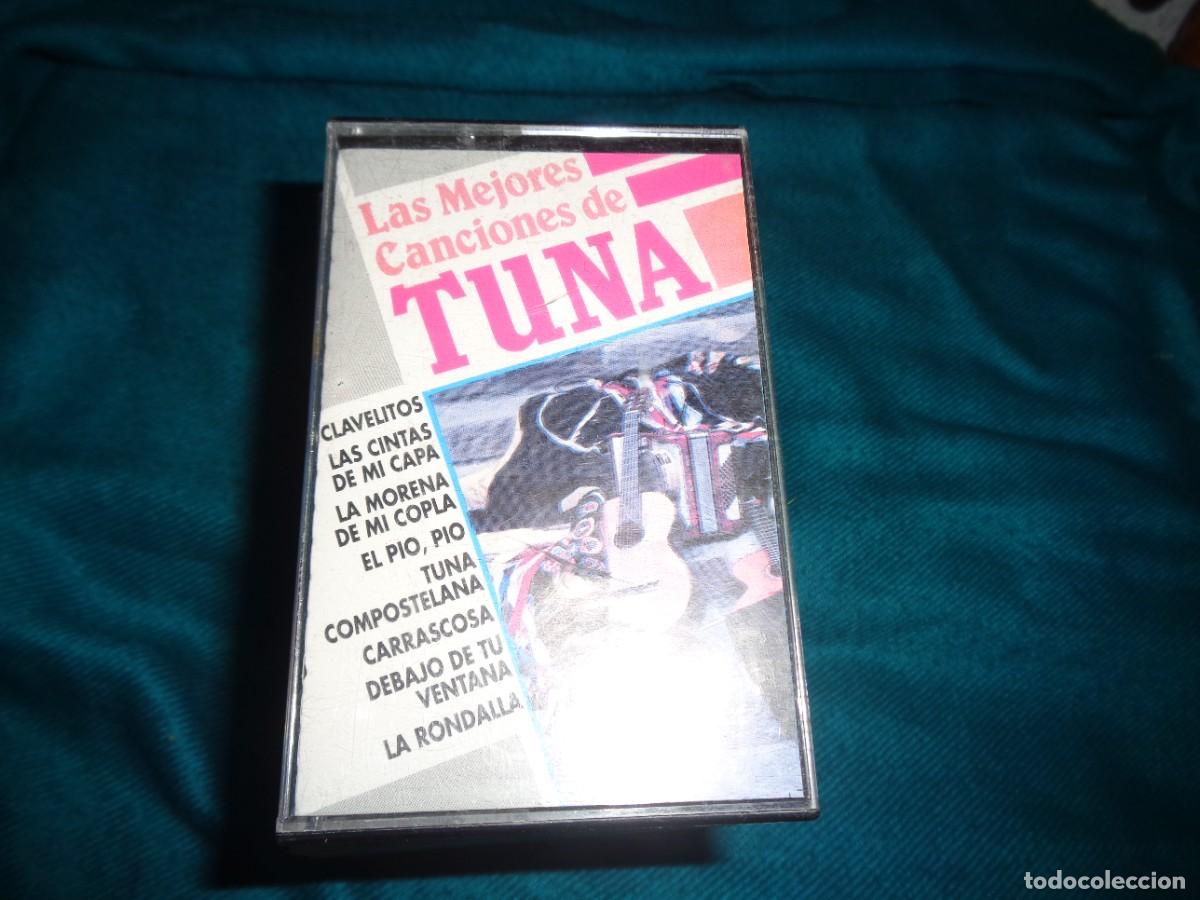 Las Mejores
Canciones de
TUNA
CLAVELITOS
LAS CINTAS
DE MI CAPA
LA MORENA
DE MI COPLA
EL PIO, PIO
TUNA
COMPOSTELANA
CARRASCOSA
DEBAJO DE TU
VENTANA
LA RONDALLA
todocoleccion